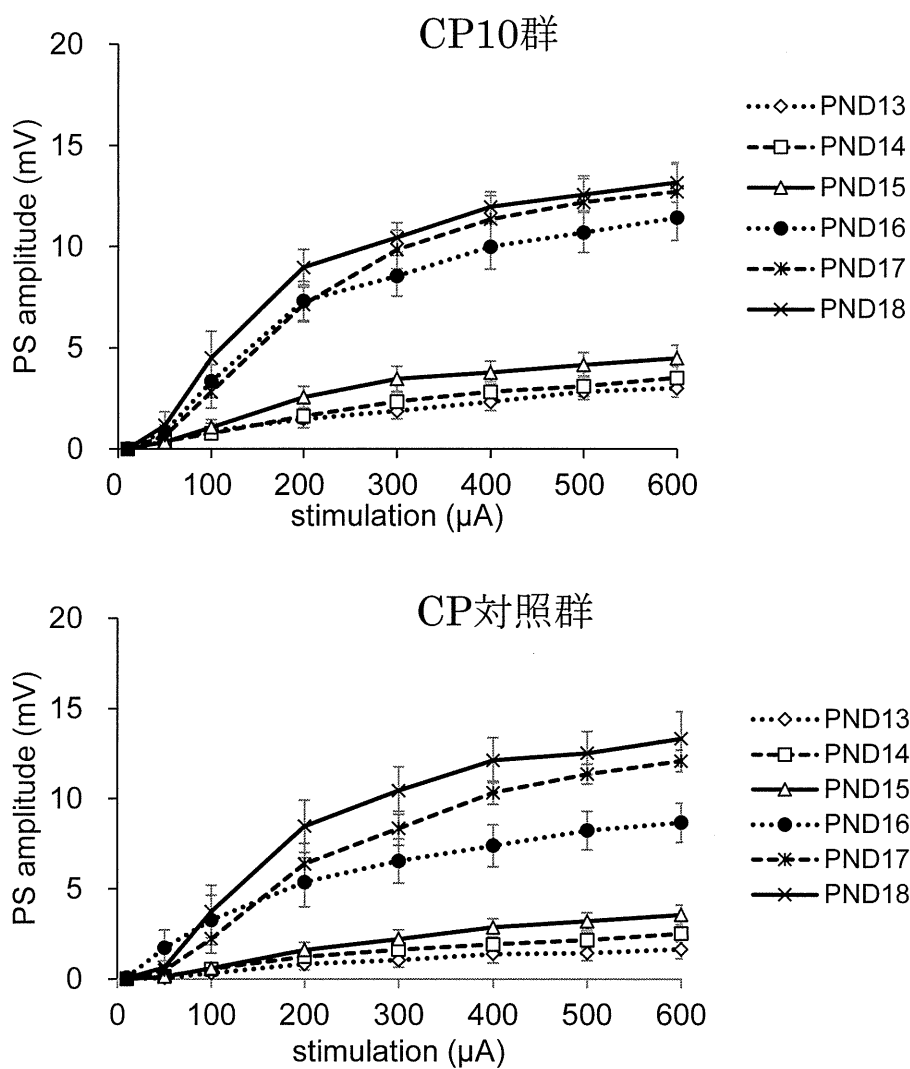 CP10群
20
15
10
5
0
PS amplitude (mV)
0 100 200 300 400 500 600
stimulation (µA)
PND13
PND14
PND15
PND16
PND17
PND18
CP対照群
20
15
10
5
0
PS amplitude (mV)
0 100 200 300 400 500 600
stimulation (µA)
PND13
PND14
PND15
PND16
PND17
PND18